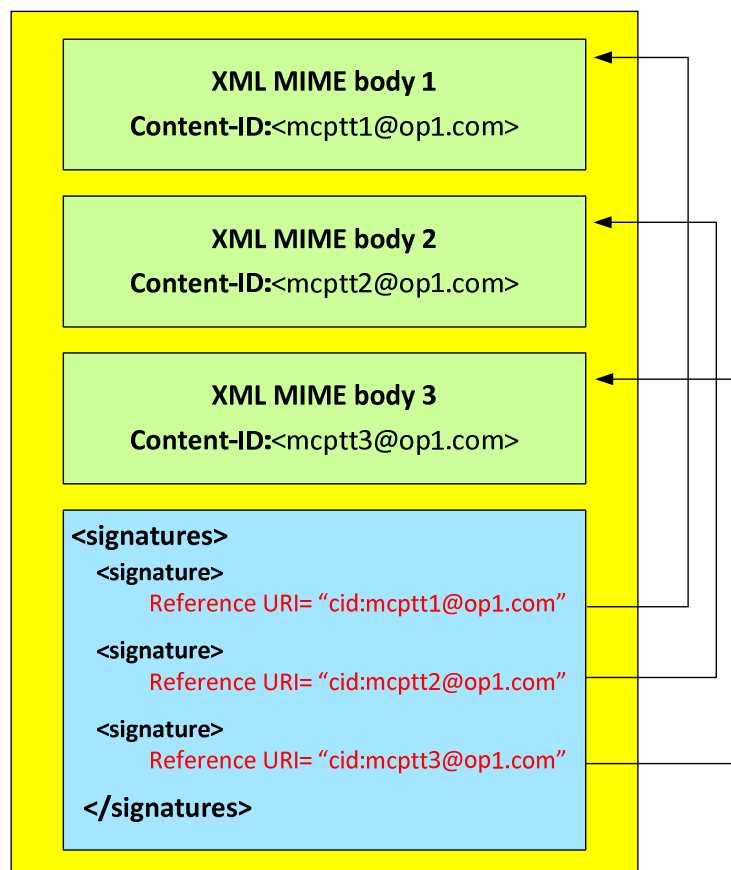 XML MIME body 1
Content-ID:<mcptt1@op1.com>
XML MIME body 2
Content-ID:<mcptt2@op1.com>
XML MIME body 3
Content-ID:<mcptt3@op1.com>
<signatures>
<signature>
Reference URI= “cid:mcptt1@op1.com”
<signature>
Reference URI= “cid:mcptt2@op1.com”
<signature>
Reference URI= “cid:mcptt3@op1.com”
</signatures>